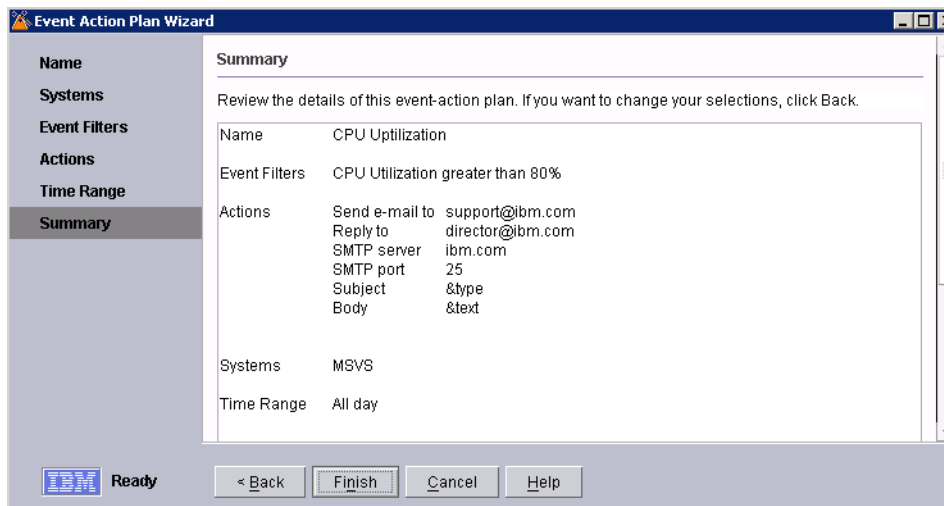 Event Action Plan Wizard
Name
Systems
Event Filters
Actions
Time Range
Summary
Summary
Review the details of this event-action plan. If you want to change your selections, click Back.
Name CPU Uptilization
Event Filters CPU Utilization greater than 80%
Actions Send e-mail to support@ibm.com
Reply to director@ibm.com
SMTP server ibm.com
SMTP port 25
Subject &type
Body &text
Systems MSVS
Time Range All day
IBM Ready
< Back Finish Cancel Help